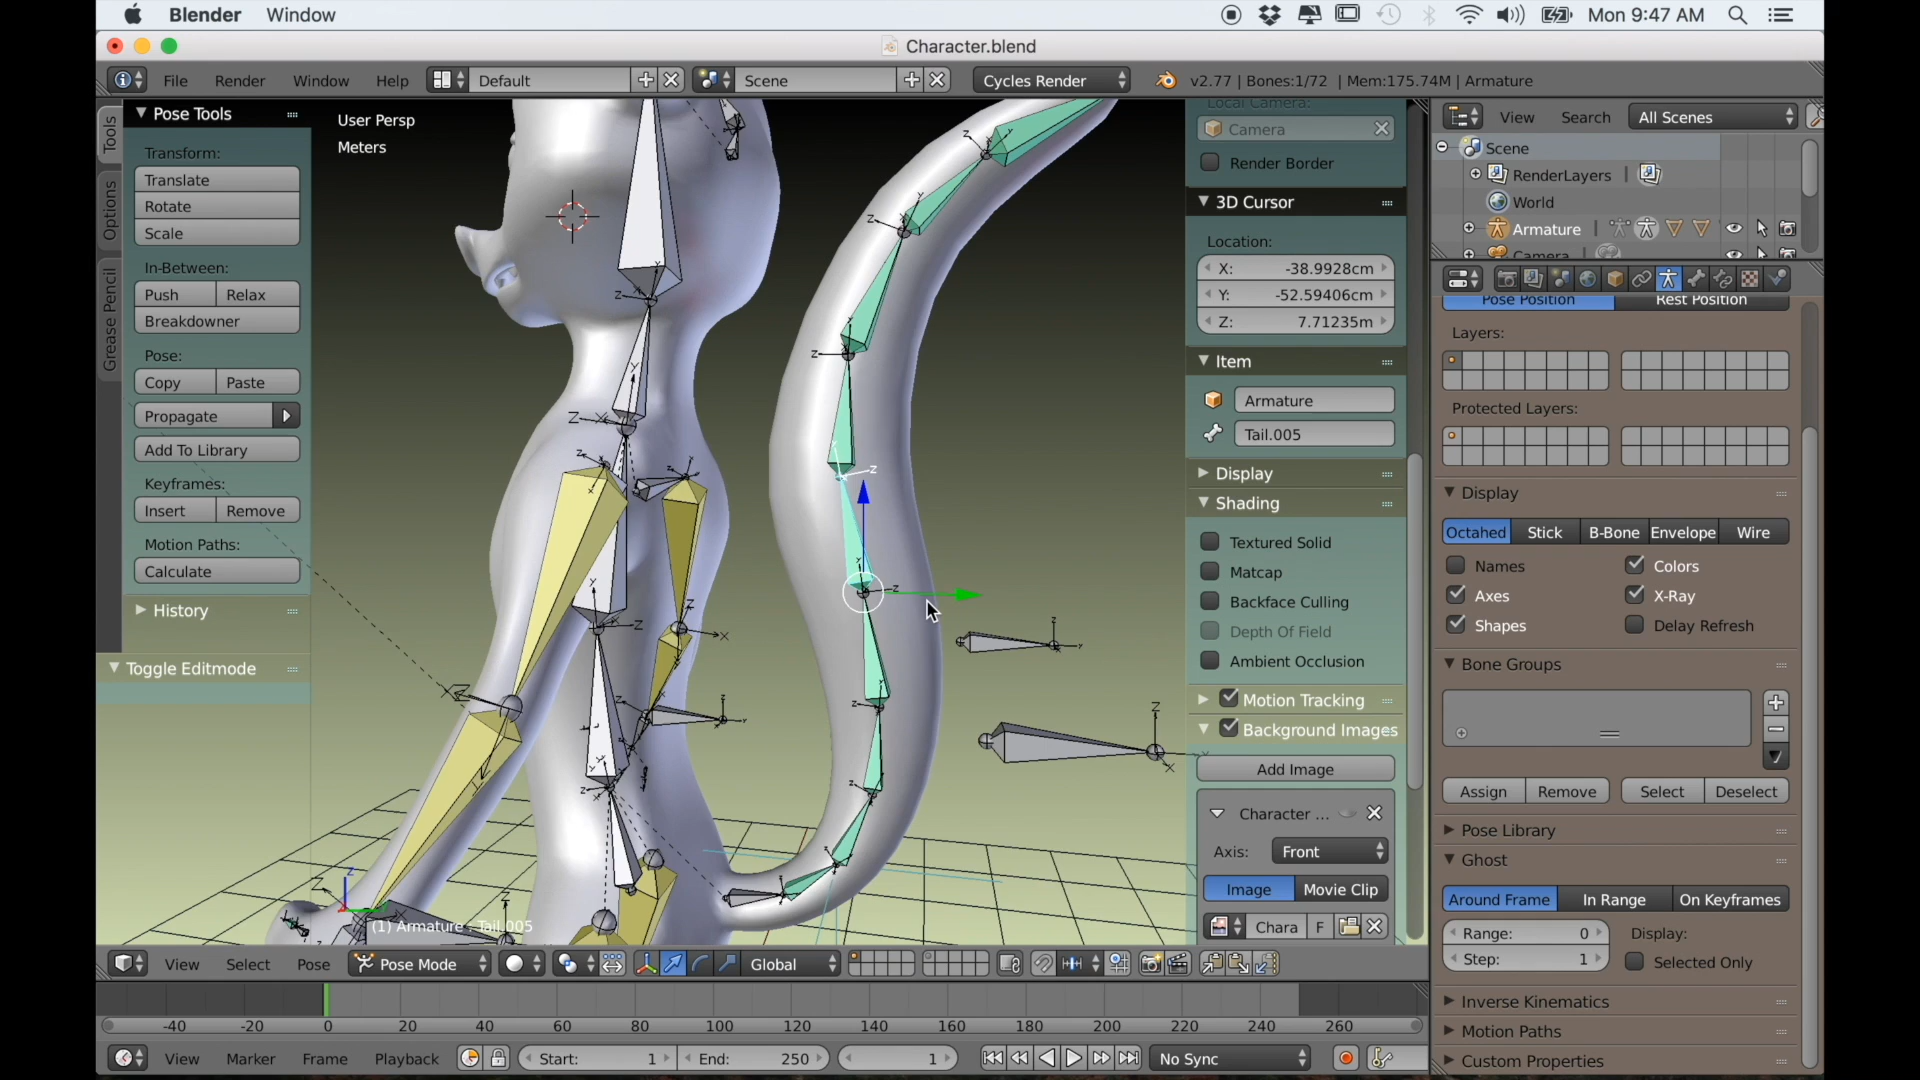 Blender Window Mon 9:47 AM
Character.blend
File Render Window Help Default Scene Cycles Render v2.77 | Bones:1/72 | Mem:175.74M | Armature
Tools
Options
Grease Pencil
Pose Tools
Transform:
Translate
Rotate
Scale
In-Between:
Push Relax
Breakdowner
Pose:
Copy Paste
Propagate
Add To Library
Keyframes:
Insert Remove
Motion Paths:
Calculate
History
Toggle Editmode
User Persp
Meters
(1) Armature : Tail.005
Local Camera:
Camera
Render Border
3D Cursor
Location:
X: -38.9928cm
Y: -52.59406cm
Z: 7.71235m
Item
Armature
Tail.005
Display
Shading
Textured Solid
Matcap
Backface Culling
Depth Of Field
Ambient Occlusion
Motion Tracking
Background Images
Add Image
Character ...
Axis: Front
Image Movie Clip
Chara F
View Search All Scenes
Scene
RenderLayers |
World
Armature |
Camera
Pose Position Rest Position
Layers:
Protected Layers:
Display
Octahed Stick B-Bone Envelope Wire
Names Colors
Axes X-Ray
Shapes Delay Refresh
Bone Groups
Assign Remove Select Deselect
Pose Library
Ghost
Around Frame In Range On Keyframes
Range: 0 Display:
Step: 1 Selected Only
Inverse Kinematics
Motion Paths
Custom Properties
View Select Pose Pose Mode Global
-40 -20 0 20 40 60 80 100 120 140 160 180 200 220 240 260
View Marker Frame Playback Start: 1 End: 250 1 No Sync